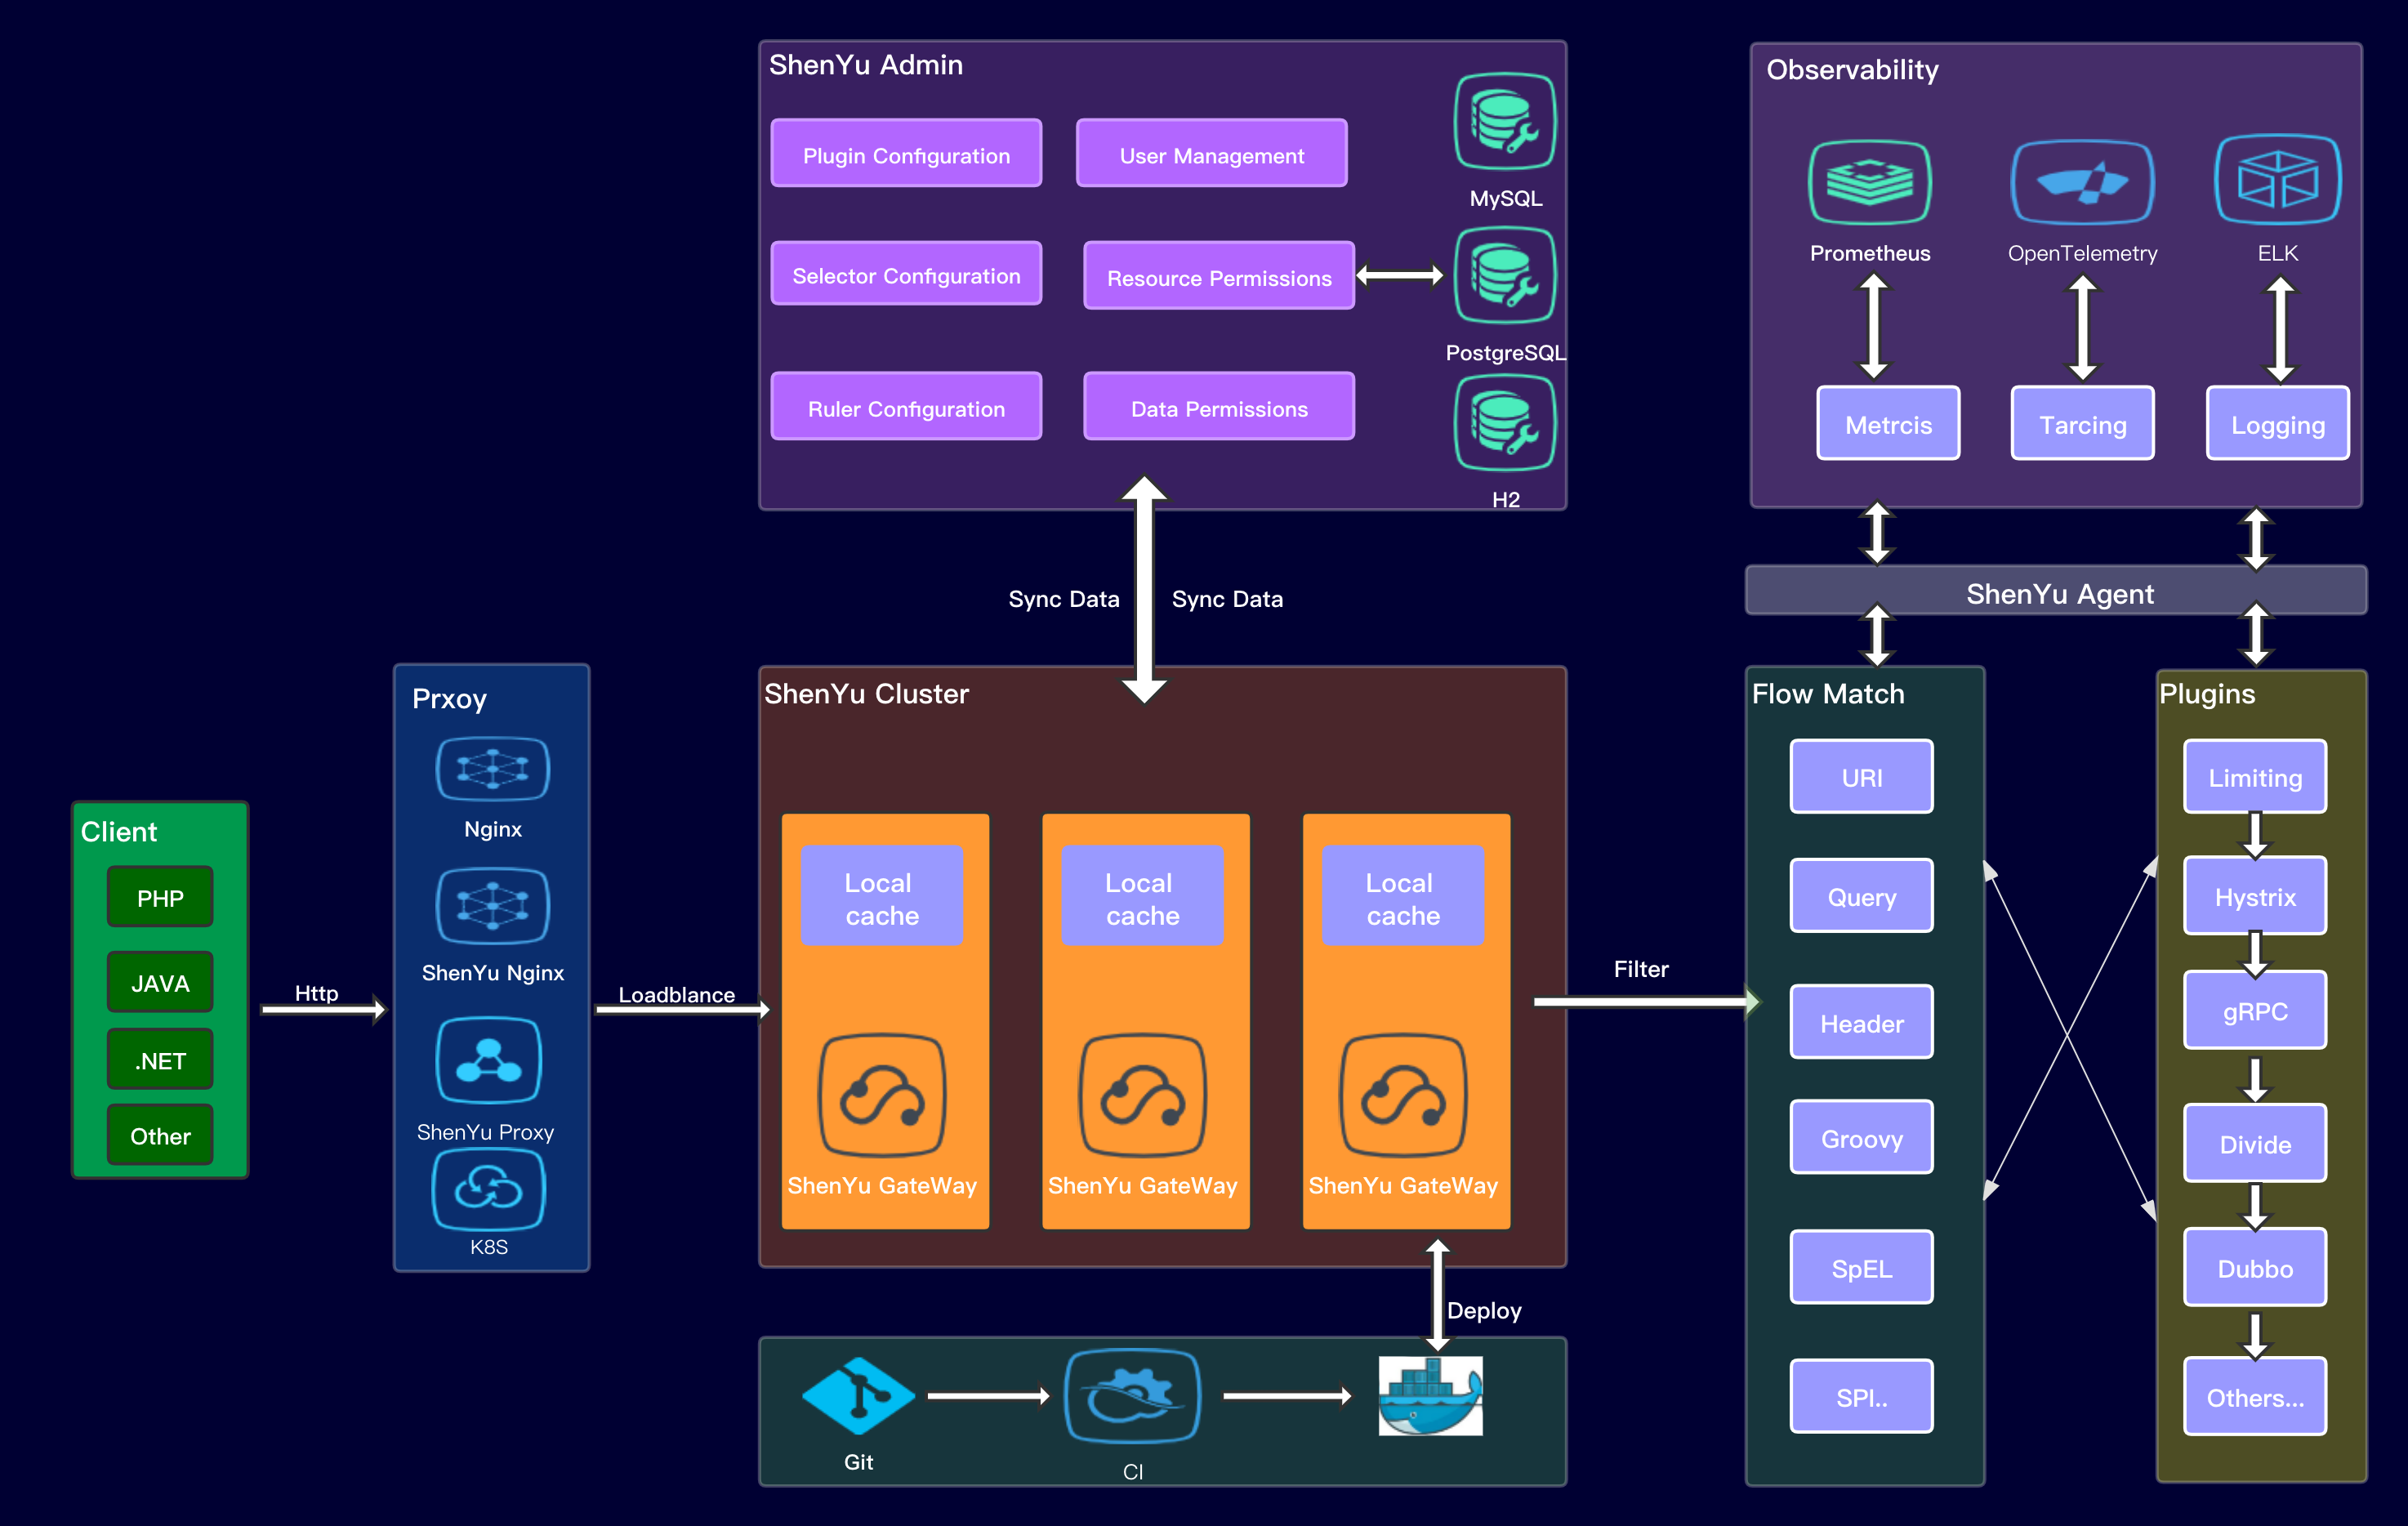 ShenYu Admin
Plugin Configuration
User Management
Selector Configuration
Resource Permissions
Ruler Configuration
Data Permissions
MySQL
PostgreSQL
H2
Observability
Prometheus
OpenTelemetry
ELK
Metrcis
Tarcing
Logging
Sync Data
Sync Data
ShenYu Agent
Client
PHP
JAVA
.NET
Other
Http
Prxoy
Nginx
ShenYu Nginx
ShenYu Proxy
K8S
Loadblance
ShenYu Cluster
Local
cache
ShenYu GateWay
Local
cache
ShenYu GateWay
Local
cache
ShenYu GateWay
Filter
Deploy
Git
CI
Flow Match
URI
Query
Header
Groovy
SpEL
SPI..
Plugins
Limiting
Hystrix
gRPC
Divide
Dubbo
Others...